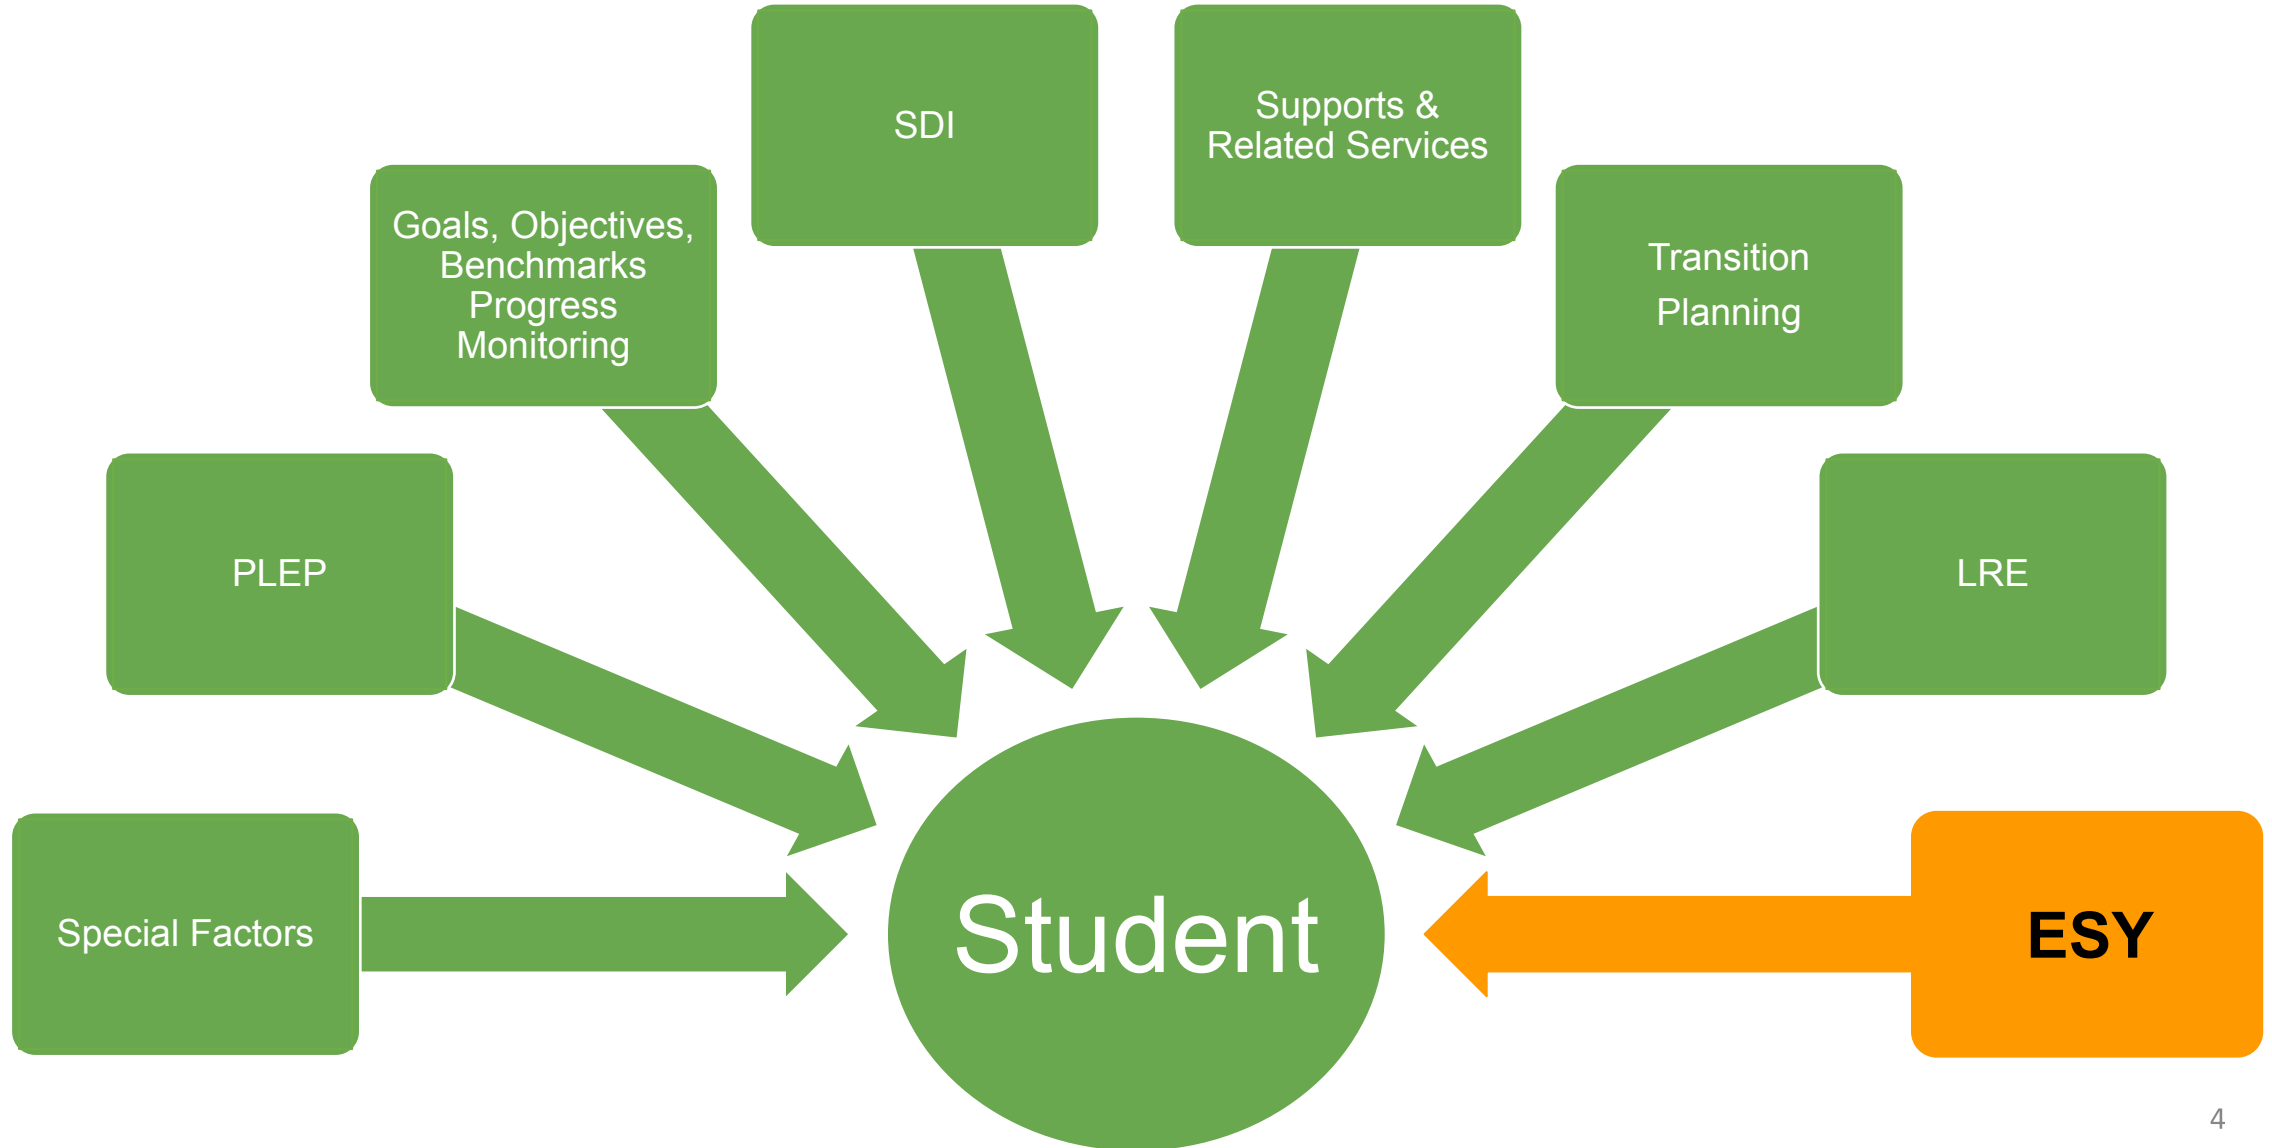 SDI
Supports &
Related Services
Goals, Objectives,
Benchmarks
Progress
Monitoring
Transition
Planning
PLEP
LRE
Special Factors
Student
ESY
4